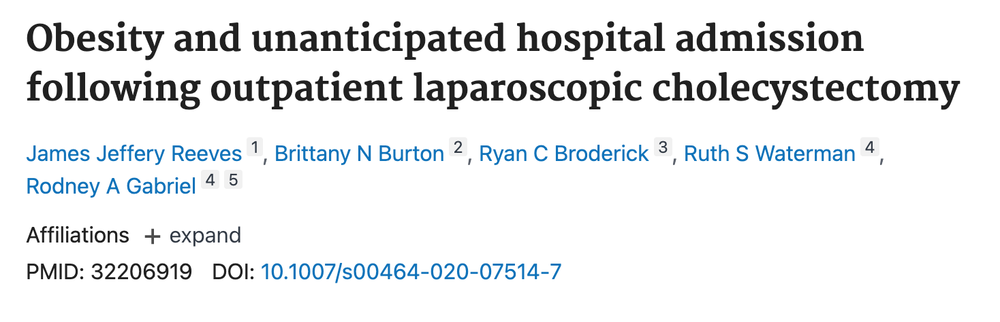 Obesity and unanticipated hospital admission
following outpatient laparoscopic cholecystectomy
James Jeffery Reeves 1, Brittany N Burton 2, Ryan C Broderick 3, Ruth S Waterman 4,
Rodney A Gabriel 4 5
Affiliations + expand
PMID: 32206919 DOI: 10.1007/s00464-020-07514-7